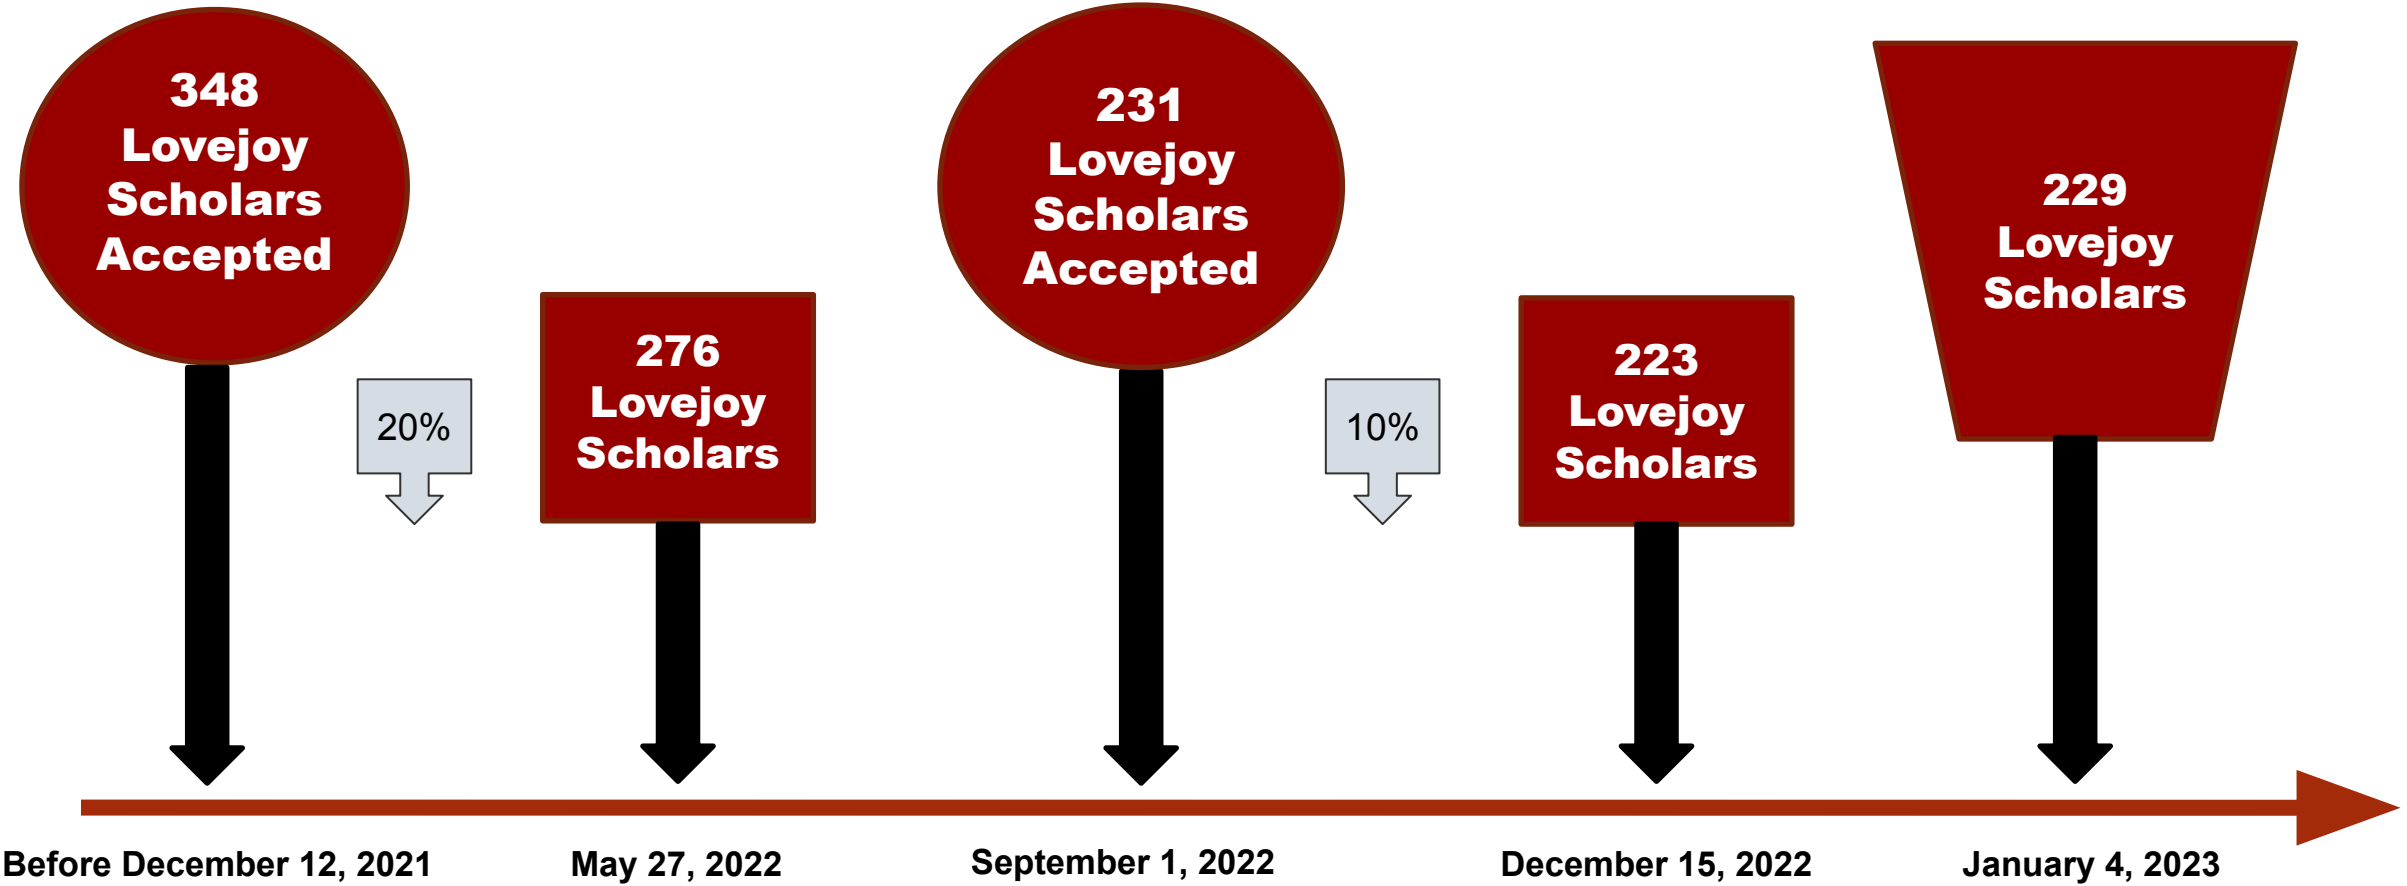 348
Lovejoy
Scholars
Accepted
20%
276
Lovejoy
Scholars
231
Lovejoy
Scholars
Accepted
10%
223
Lovejoy
Scholars
229
Lovejoy
Scholars
Before December 12, 2021
May 27, 2022
September 1, 2022
December 15, 2022
January 4, 2023